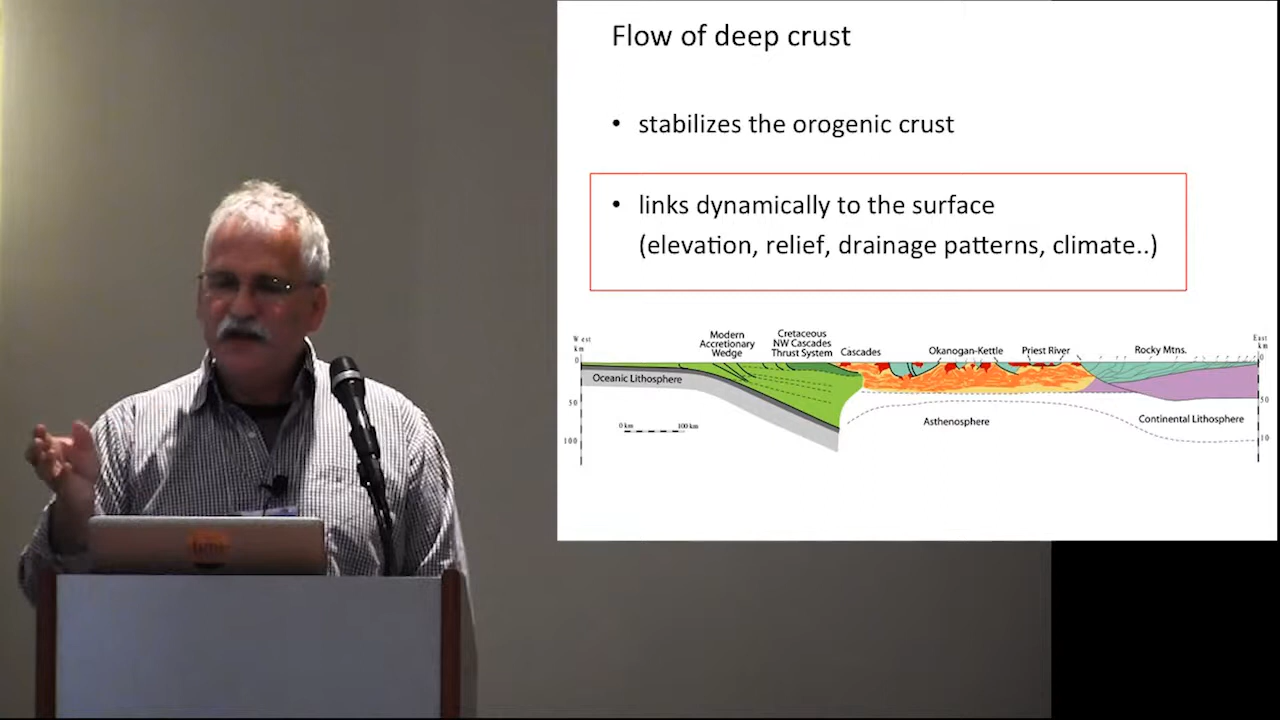 Flow of deep crust
• stabilizes the orogenic crust
• links dynamically to the surface
(elevation, relief, drainage patterns, climate..)
West
km
0
50
100
Modern
Accretionary
Wedge
Cretaceous
NW Cascades
Thrust System
Cascades
Okanogan-Kettle
Priest River
Rocky Mtns.
East
km
0
50
10
Oceanic Lithosphere
0 km
100 km
Asthenosphere
Continental Lithosphere